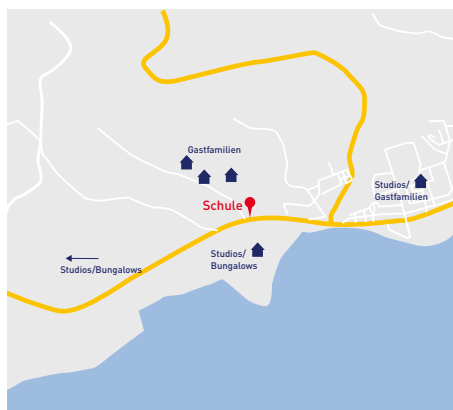 Gastfamilien
Studios/
Gastfamilien
Schule
Studios/
Bungalows
Studios/Bungalows